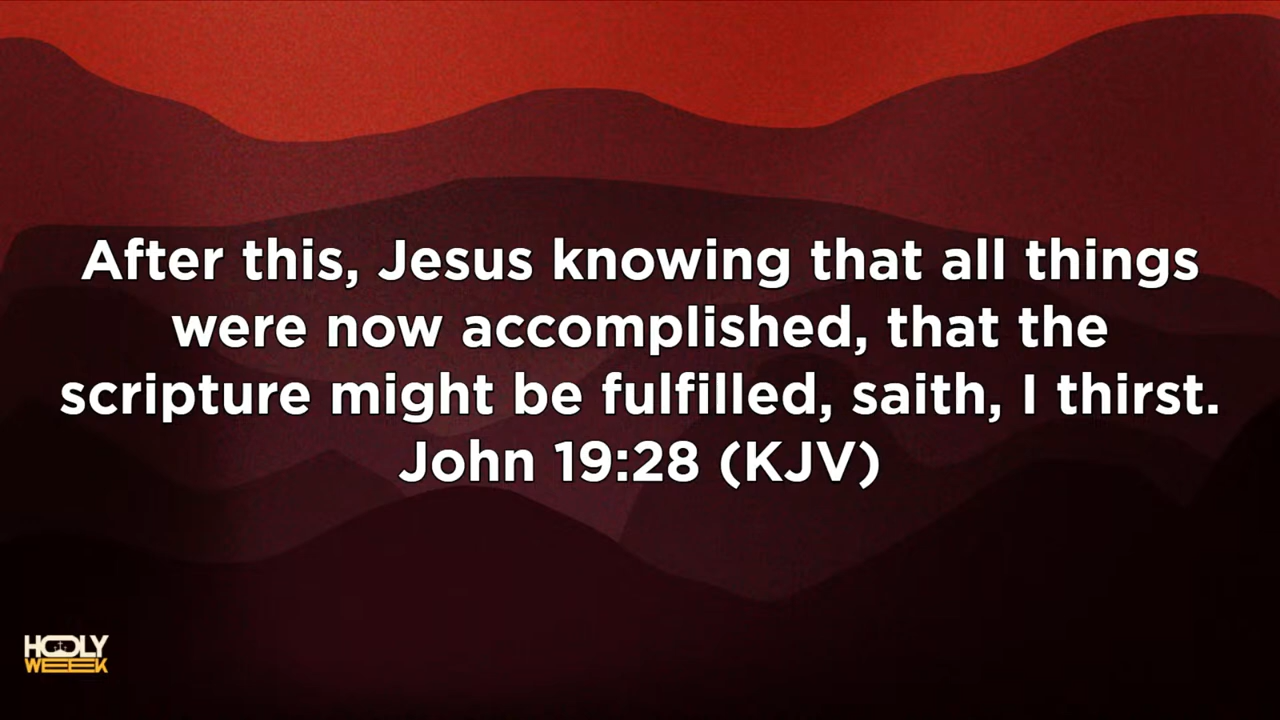 After this, Jesus knowing that all things
were now accomplished, that the
scripture might be fulfilled, saith, I thirst.
John 19:28 (KJV)
HOLY
WEEK